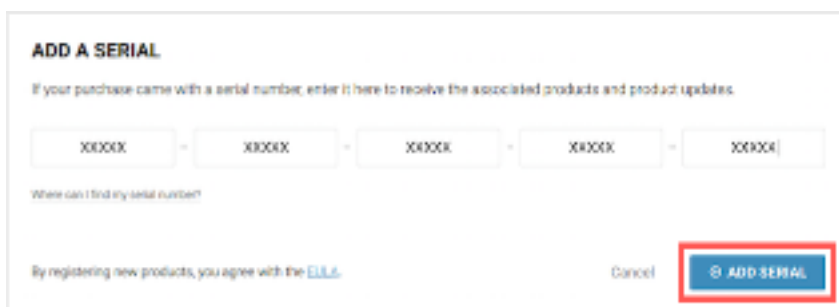 ADD A SERIAL
If your purchase came with a serial number, enter it here to receive the associated products and product updates.
XXXXX - XXXXX - XXXXX - XXXXX - XXXXX
Where can I find my serial number?
By registering new products, you agree with the EULA. Cancel ADD SERIAL